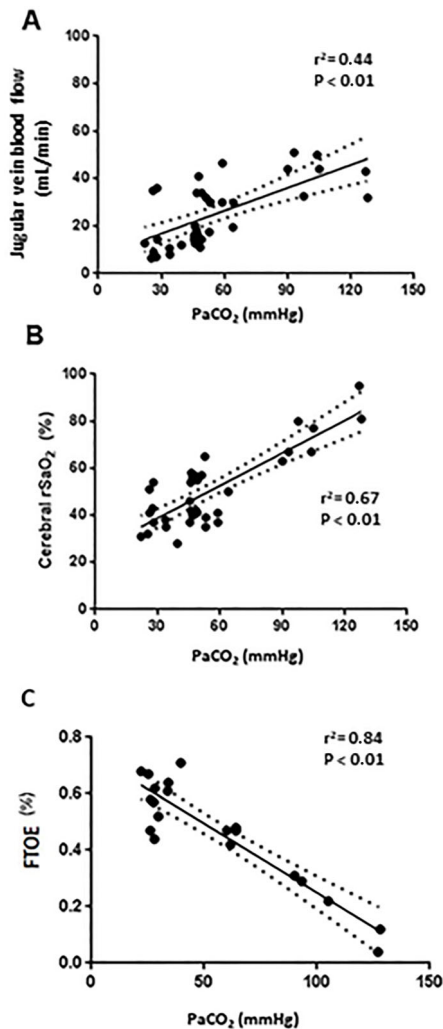 A
r² = 0.44
P < 0.01
Jugular vein blood flow
(mL/min)
100
80
60
40
20
0
0 30 60 90 120 150
PaCO₂ (mmHg)
B
Cerebral rSaO₂ (%)
100
80
60
40
20
0
r² = 0.67
P < 0.01
0 30 60 90 120 150
PaCO₂ (mmHg)
C
r² = 0.84
P < 0.01
FTOE (%)
0.8
0.6
0.4
0.2
0.0
0 50 100 150
PaCO₂ (mmHg)